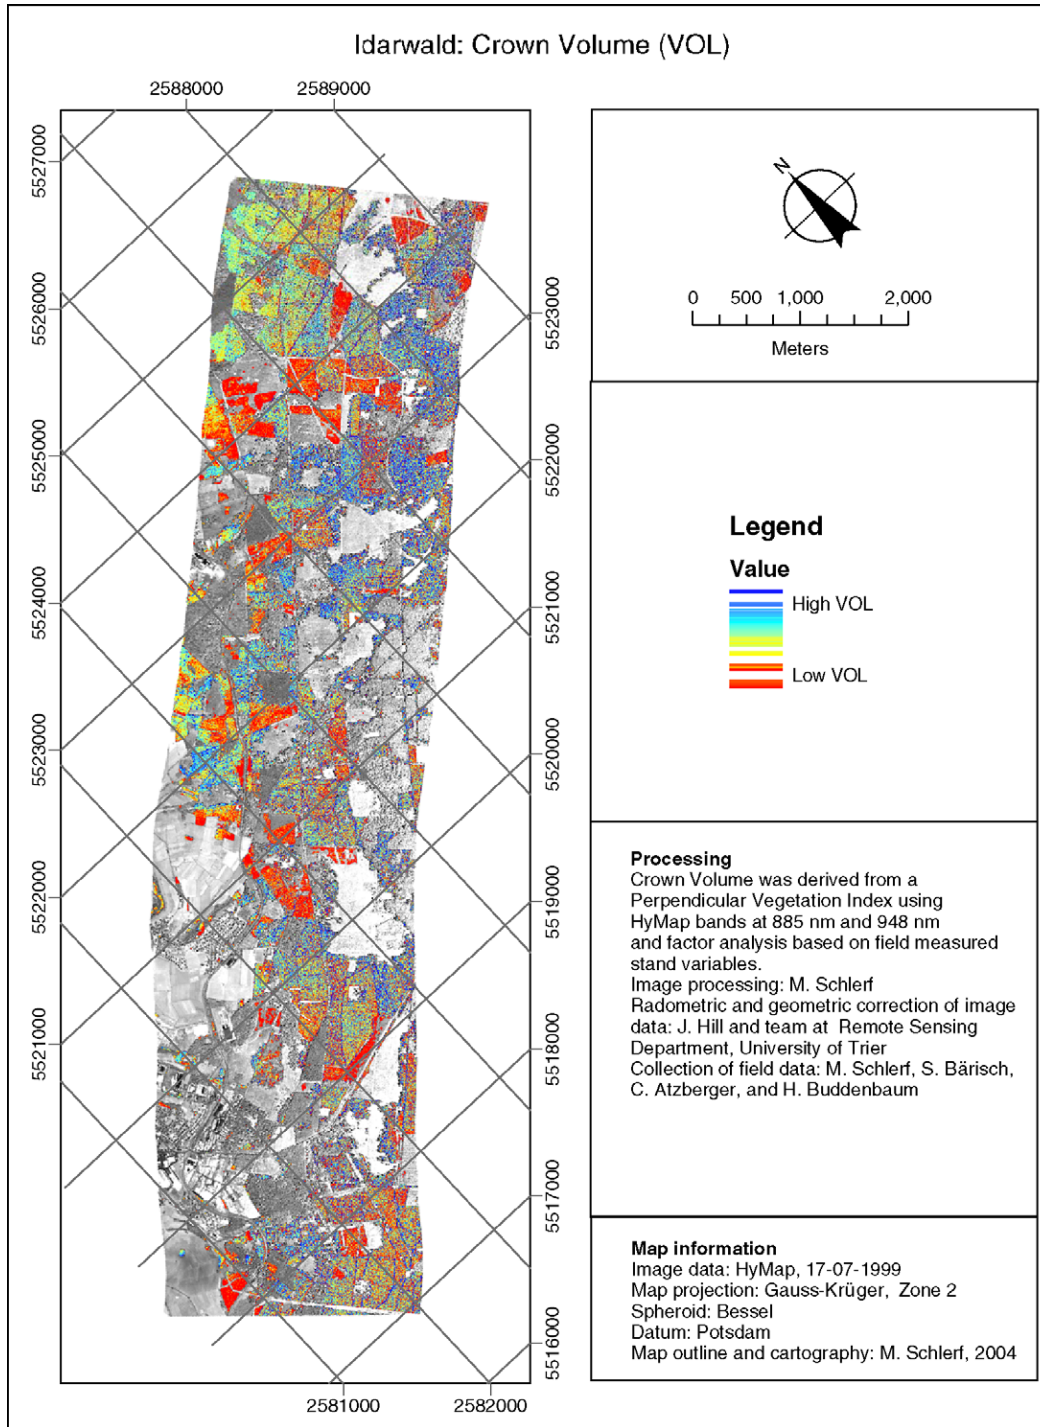 Idarwald: Crown Volume (VOL)
2588000
2589000
5527000
5526000
5525000
5524000
5523000
5522000
5521000
5523000
5522000
5521000
5520000
5519000
5518000
5517000
5516000
2581000
2582000
N
0 500 1,000 2,000
Meters
Legend
Value
High VOL
Low VOL
Processing
Crown Volume was derived from a
Perpendicular Vegetation Index using
HyMap bands at 885 nm and 948 nm
and factor analysis based on field measured
stand variables.
Image processing: M. Schlerf
Radometric and geometric correction of image
data: J. Hill and team at Remote Sensing
Department, University of Trier
Collection of field data: M. Schlerf, S. Bärisch,
C. Atzberger, and H. Buddenbaum
Map information
Image data: HyMap, 17-07-1999
Map projection: Gauss-Krüger, Zone 2
Spheroid: Bessel
Datum: Potsdam
Map outline and cartography: M. Schlerf, 2004